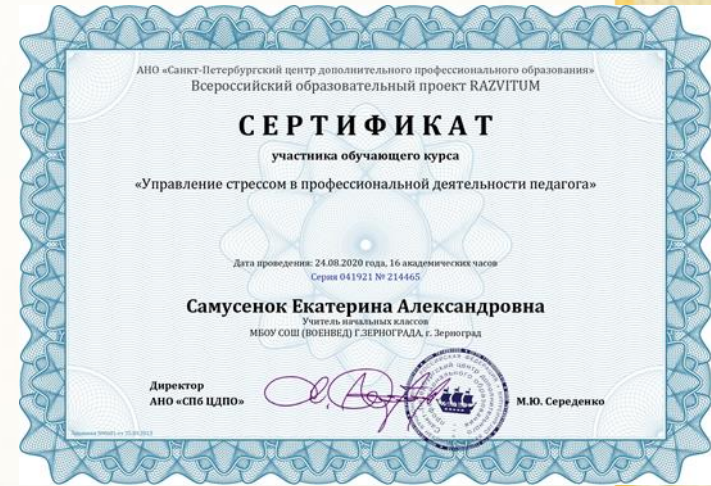 АНО «Санкт-Петербургский центр дополнительного профессионального образования»
Всероссийский образовательный проект RAZVITUM
СЕРТИФИКАТ
участника обучающего курса
«Управление стрессом в профессиональной деятельности педагога»
Дата проведения: 24.08.2020 года, 16 академических часов
Серия 041921 № 214465
Самусенок Екатерина Александровна
Учитель начальных классов
МБОУ СОШ (ВОЕНВЕД) Г.ЗЕРНОГРАДА, г. Зерноград
Директор
АНО «СПб ЦДПО»
М.Ю. Середенко